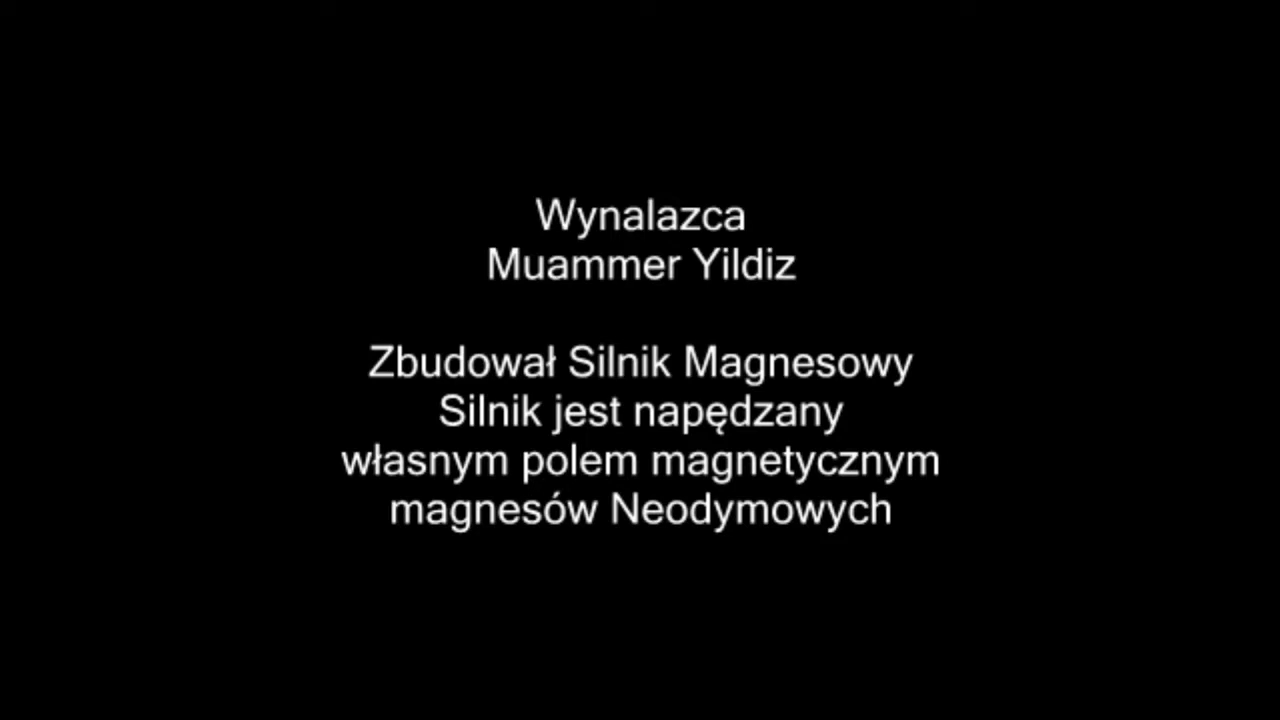 Wynalazca
Muammer Yildiz
Zbudował Silnik Magnesowy
Silnik jest napędzany
własnym polem magnetycznym
magnesów Neodymowych